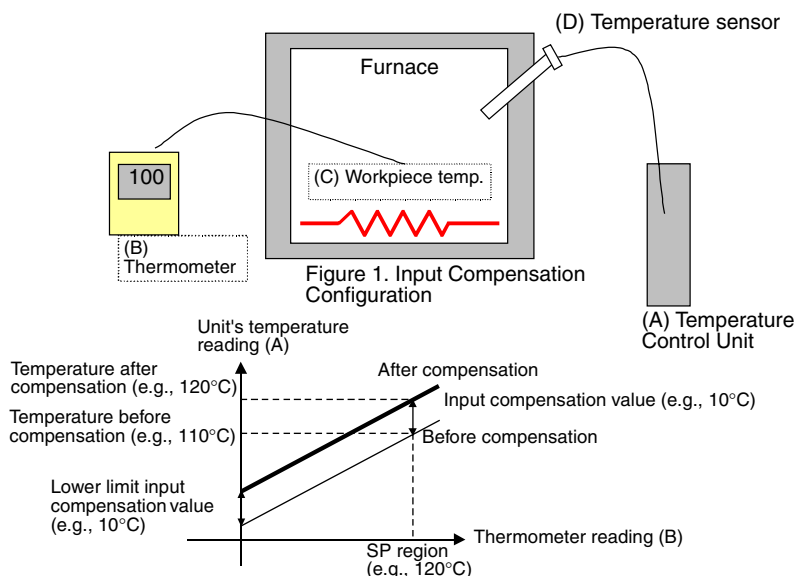 (D) Temperature sensor
Furnace
100
(C) Workpiece temp.
(B)
Thermometer
Figure 1. Input Compensation
Configuration
(A) Temperature
Control Unit
Unit's temperature
reading (A)
Temperature after
compensation (e.g., 120°C)
After compensation
Input compensation value (e.g., 10°C)
Temperature before
compensation (e.g., 110°C)
Before compensation
Lower limit input
compensation value
(e.g., 10°C)
Thermometer reading (B)
SP region
(e.g., 120°C)